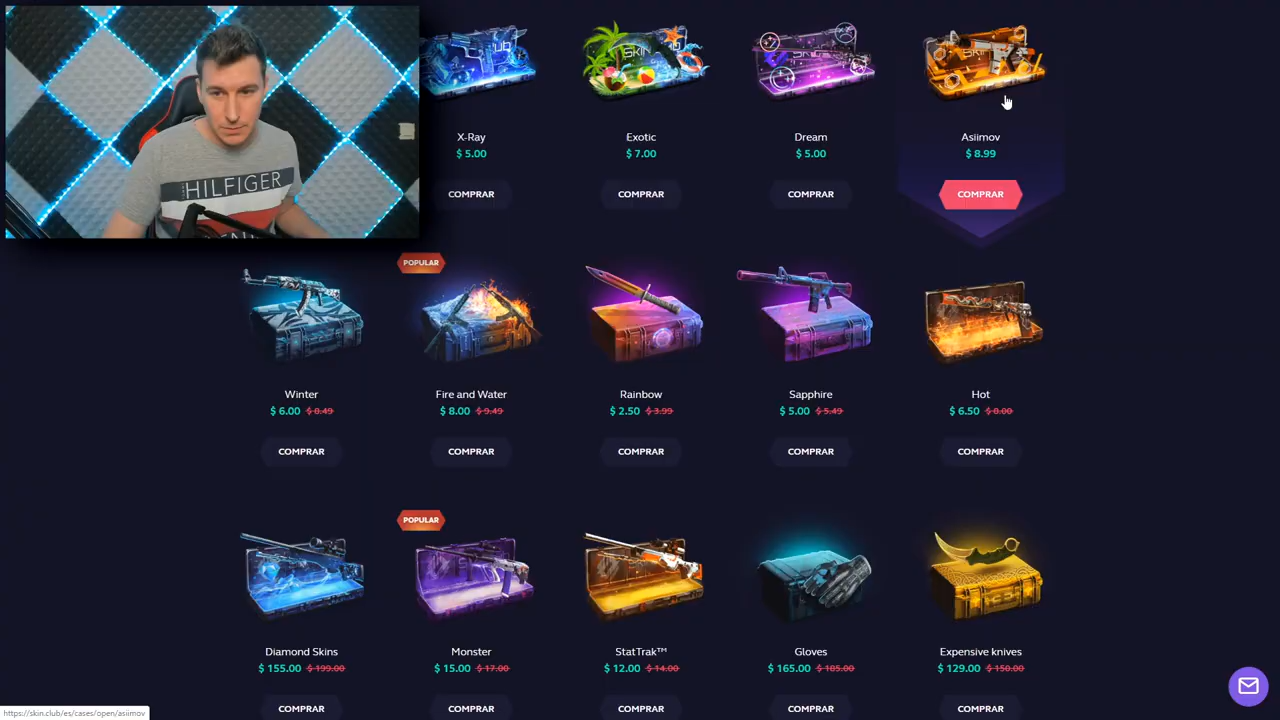 HILFIGER
X-Ray
$ 5.00
COMPRAR
Exotic
$ 7.00
COMPRAR
Dream
$ 5.00
COMPRAR
Asiimov
$ 8.99
COMPRAR
Winter
$ 6.00 $ 8.49
COMPRAR
POPULAR
Fire and Water
$ 8.00 $ 9.49
COMPRAR
Rainbow
$ 2.50 $ 3.99
COMPRAR
Sapphire
$ 5.00 $ 5.49
COMPRAR
Hot
$ 6.50 $ 8.00
COMPRAR
Diamond Skins
$ 155.00 $ 199.00
COMPRAR
POPULAR
Monster
$ 15.00 $ 17.00
COMPRAR
StatTrak™
$ 12.00 $ 14.00
COMPRAR
Gloves
$ 165.00 $ 185.00
COMPRAR
Expensive knives
$ 129.00 $ 150.00
COMPRAR
https://skin.club/es/cases/open/asiimov